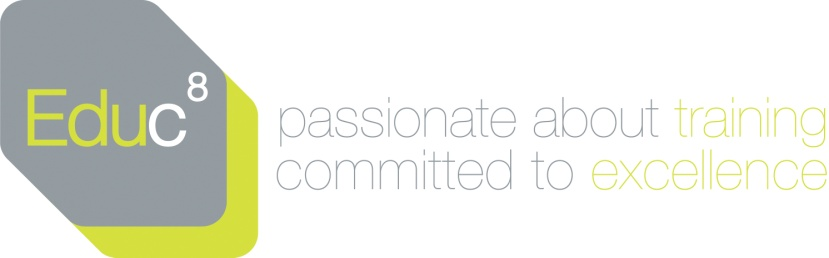 Educ⁸
passionate about training
committed to excellence